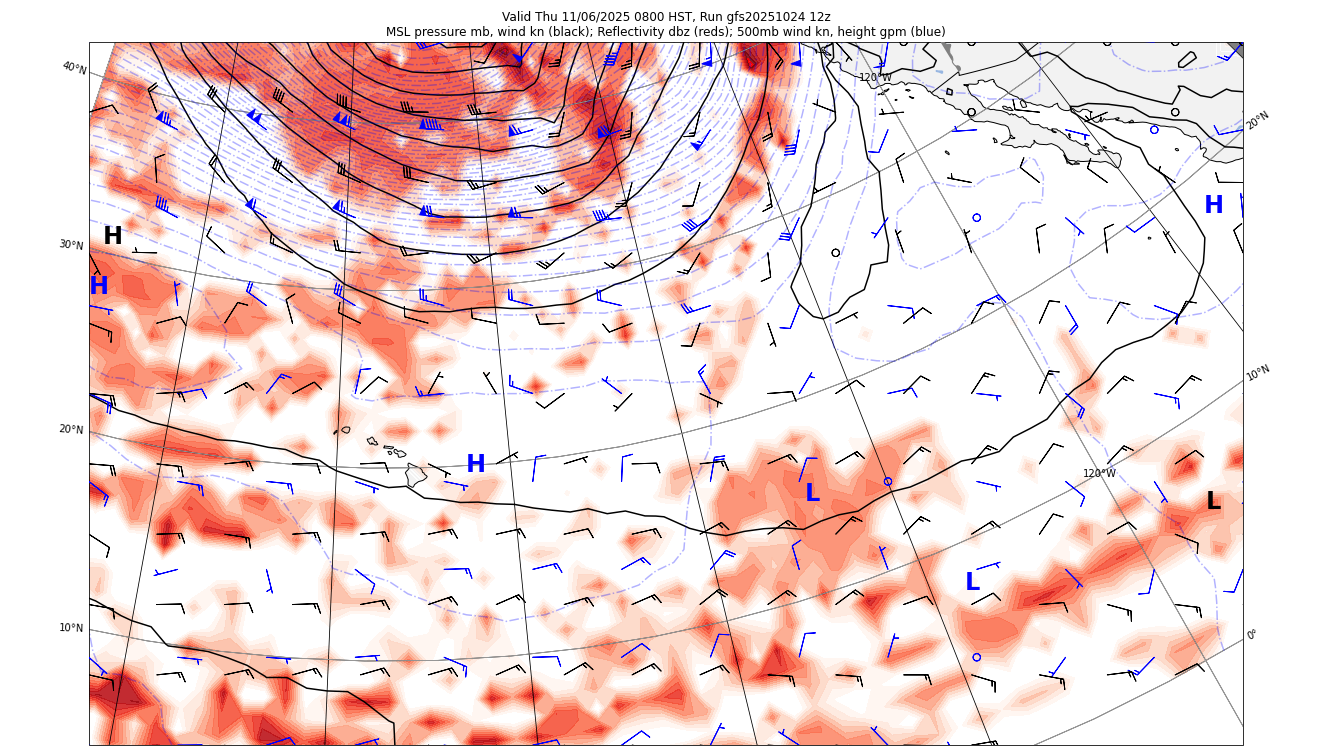 Valid Thu 11/06/2025 0800 HST, Run gfs20251024 12z
MSL pressure mb, wind kn (black); Reflectivity dbz (reds); 500mb wind kn, height gpm (blue)
40°N
120°W
20°N
H
H
30°N
H
10°N
20°N
H
120°W
L
L
L
10°N
0°